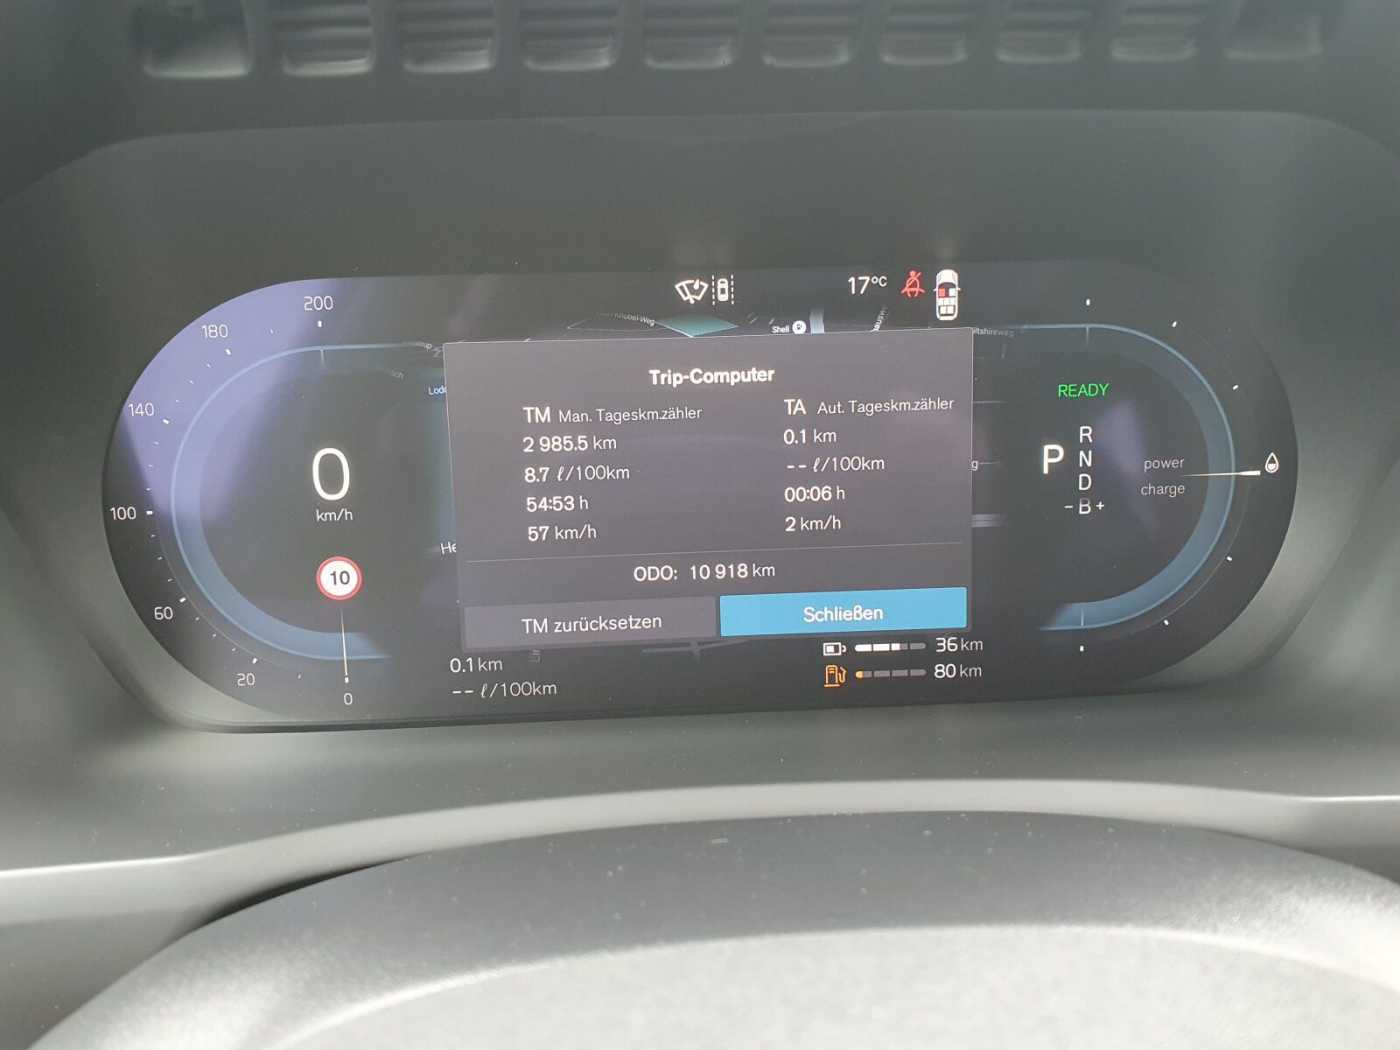 200
180
140
100
60
20
0
17°C
Shell
Trip-Computer
TM Man. Tageskm.zähler
2 985.5 km
8.7 ℓ/100km
54:53 h
57 km/h
TA Aut. Tageskm.zähler
0.1 km
-- ℓ/100km
00:06 h
2 km/h
ODO: 10 918 km
TM zurücksetzen
Schließen
0
km/h
10
READY
P
R
N
D
- B +
power
charge
0.1 km
-- ℓ/100km
36 km
80 km